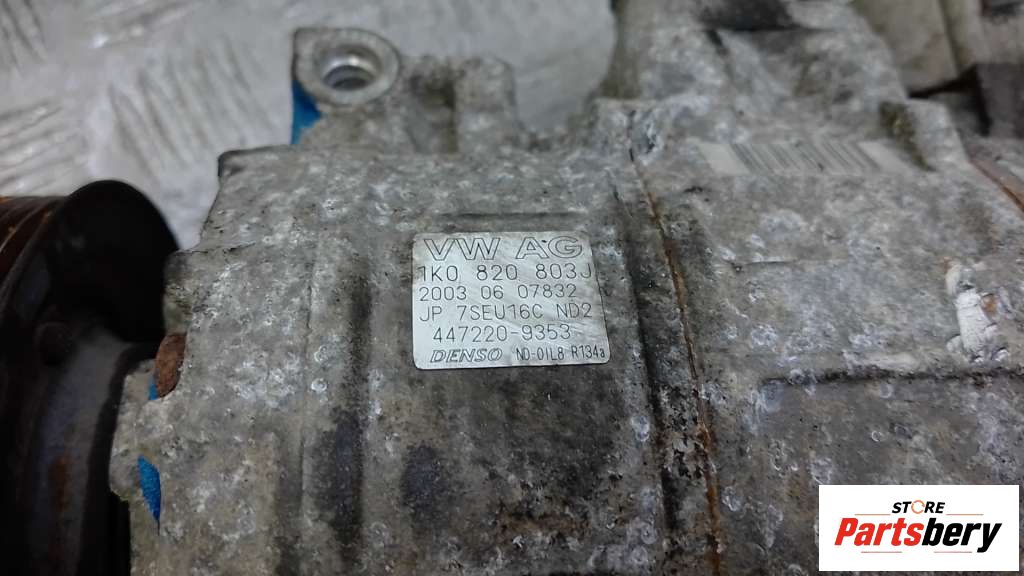 VW AG
1K0 820 803J
2003 06 07832
JP 7SEU16C ND2
447220-9353
DENSO ND-OIL8 R134a
STORE
Partsbery